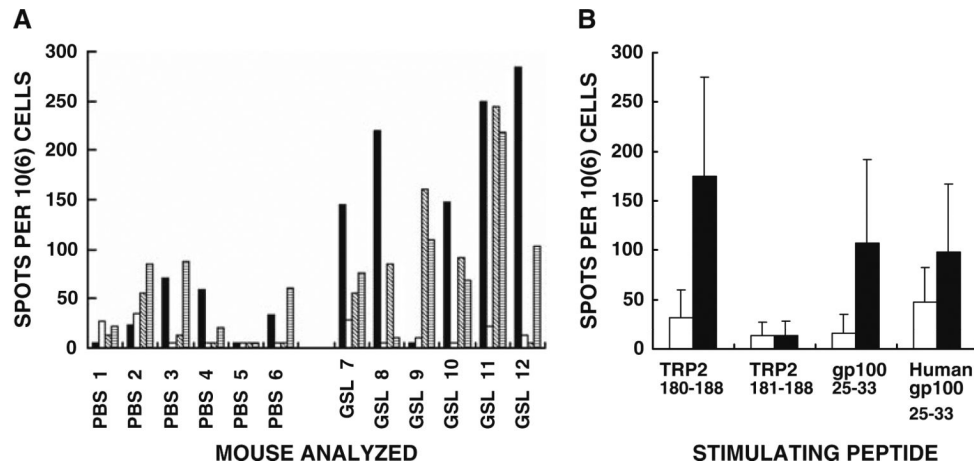 A
SPOTS PER 10(6) CELLS
300
250
200
150
100
50
0
PBS 1
PBS 2
PBS 3
PBS 4
PBS 5
PBS 6
GSL 7
GSL 8
GSL 9
GSL 10
GSL 11
GSL 12
MOUSE ANALYZED
B
SPOTS PER 10(6) CELLS
300
250
200
150
100
50
0
TRP2
180-188
TRP2
181-188
gp100
25-33
Human
gp100
25-33
STIMULATING PEPTIDE